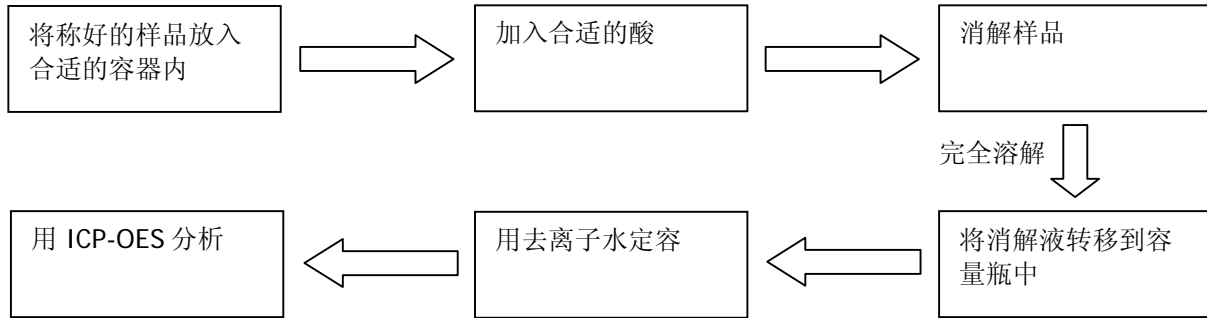 将称好的样品放入
合适的容器内
加入合适的酸
消解样品
完全溶解
将消解液转移到容
量瓶中
用去离子水定容
用 ICP-OES 分析